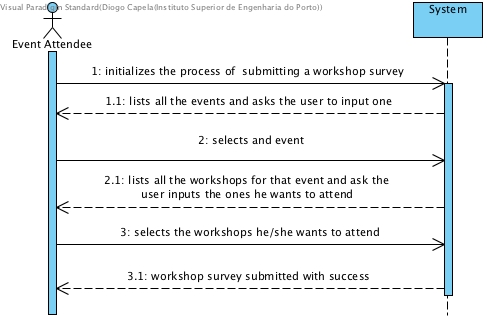 Visual Paradigm Standard(Diogo Capela(Instituto Superior de Engenharia do Porto))
System
Event Attendee
1: initializes the process of submitting a workshop survey
1.1: lists all the events and asks the user to input one
2: selects and event
2.1: lists all the workshops for that event and ask the
user inputs the ones he wants to attend
3: selects the workshops he/she wants to attend
3.1: workshop survey submitted with success